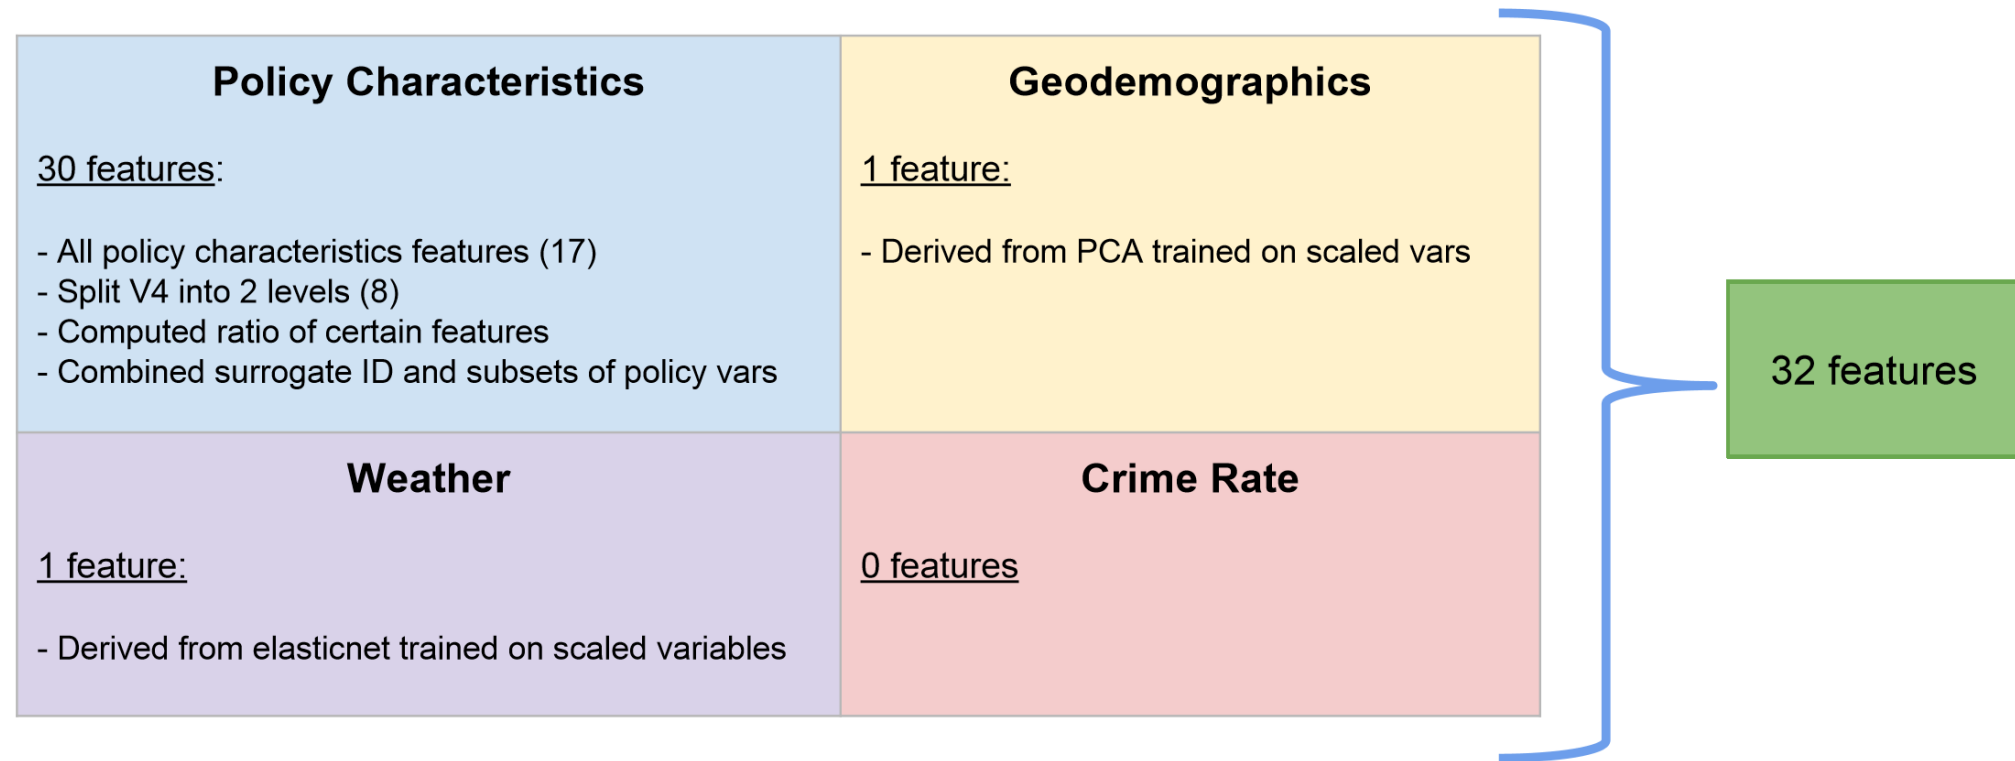 Policy Characteristics
30 features:
- All policy characteristics features (17)
- Split V4 into 2 levels (8)
- Computed ratio of certain features
- Combined surrogate ID and subsets of policy vars
Geodemographics
1 feature:
- Derived from PCA trained on scaled vars
Weather
1 feature:
- Derived from elasticnet trained on scaled variables
Crime Rate
0 features
32 features